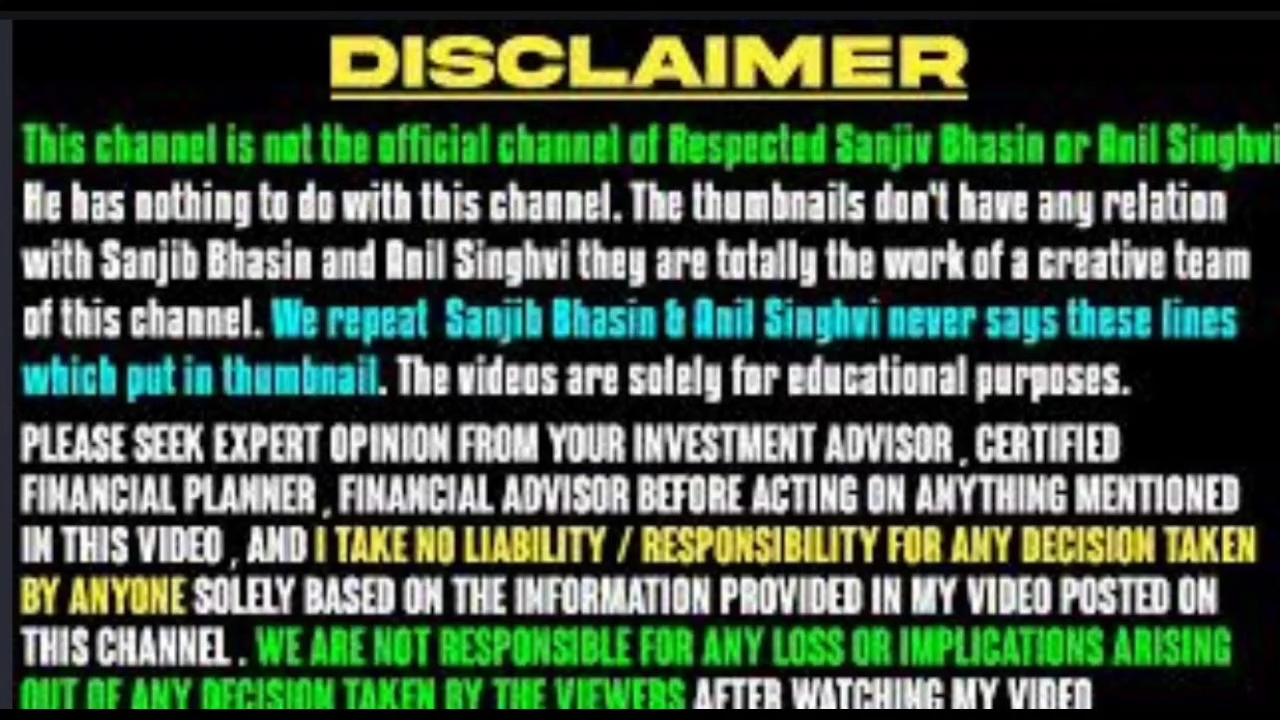 DISCLAIMER
This channel is not the official channel of Respected Sanjiv Bhasin or Anil Singhvi
He has nothing to do with this channel. The thumbnails don't have any relation
with Sanjib Bhasin and Anil Singhvi they are totally the work of a creative team
of this channel. We repeat Sanjib Bhasin & Anil Singhvi never says these lines
which put in thumbnail. The videos are solely for educational purposes.
PLEASE SEEK EXPERT OPINION FROM YOUR INVESTMENT ADVISOR , CERTIFIED
FINANCIAL PLANNER , FINANCIAL ADVISOR BEFORE ACTING ON ANYTHING MENTIONED
IN THIS VIDEO , AND I TAKE NO LIABILITY / RESPONSIBILITY FOR ANY DECISION TAKEN
BY ANYONE SOLELY BASED ON THE INFORMATION PROVIDED IN MY VIDEO POSTED ON
THIS CHANNEL . WE ARE NOT RESPONSIBLE FOR ANY LOSS OR IMPLICATIONS ARISING
OUT OF ANY DECISION TAKEN BY THE VIEWERS AFTER WATCHING MY VIDEO